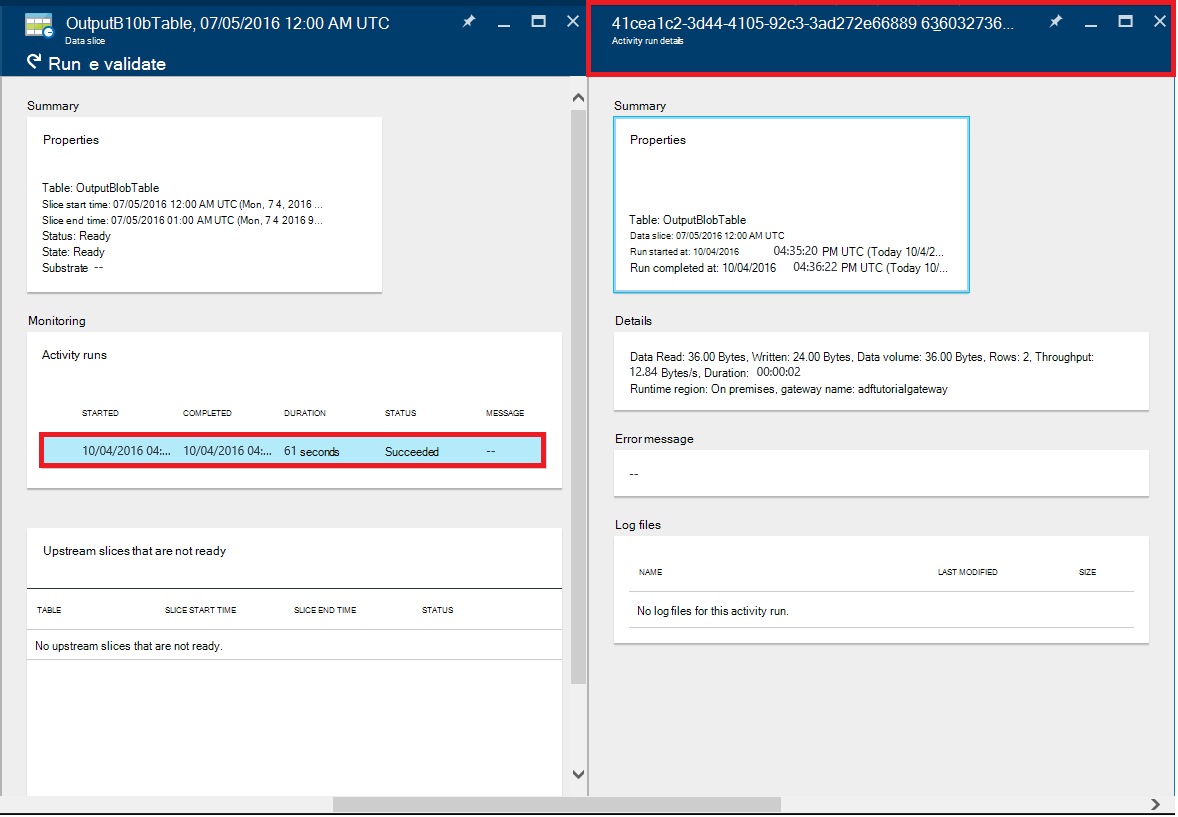 OutputB10bTable, 07/05/2016 12:00 AM UTC
Data slice
Run e validate
Summary
Properties
Table: OutputBlobTable
Slice start time: 07/05/2016 12:00 AM UTC (Mon, 7 4, 2016 ...
Slice end time: 07/05/2016 01:00 AM UTC (Mon, 7 4 2016 9...
Status: Ready
State: Ready
Substrate --
Monitoring
Activity runs
STARTED COMPLETED DURATION STATUS MESSAGE
10/04/2016 04:... 10/04/2016 04:... 61 seconds Succeeded --
Upstream slices that are not ready
TABLE SLICE START TIME SLICE END TIME STATUS
No upstream slices that are not ready.
41cea1c2-3d44-4105-92c3-3ad272e66889 636032736...
Activity run details
Summary
Properties
Table: OutputBlobTable
Data slice: 07/05/2016 12:00 AM UTC
Run started at: 10/04/2016 04:35:20 PM UTC (Today 10/4/2...
Run completed at: 10/04/2016 04:36:22 PM UTC (Today 10/...
Details
Data Read: 36.00 Bytes, Written: 24.00 Bytes, Data volume: 36.00 Bytes, Rows: 2, Throughput:
12.84 Bytes/s, Duration: 00:00:02
Runtime region: On premises, gateway name: adftutorialgateway
Error message
--
Log files
NAME LAST MODIFIED SIZE
No log files for this activity run.